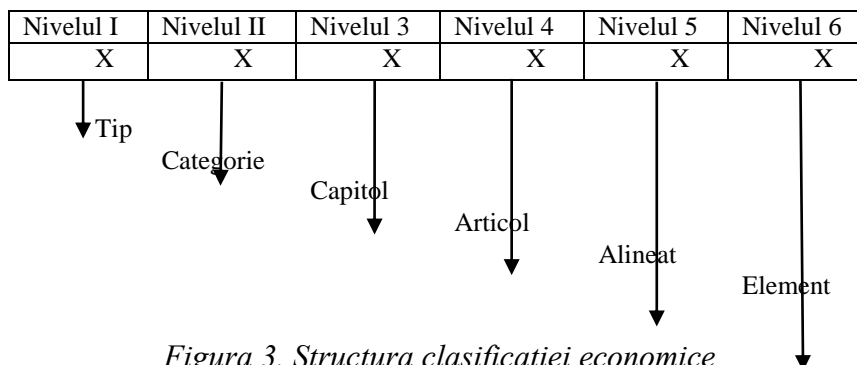 Nivelul I Nivelul II Nivelul 3 Nivelul 4 Nivelul 5 Nivelul 6
X X X X X X
Tip
Categorie
Capitol
Articol
Alineat
Element
Figura 3. Structura clasificației economice